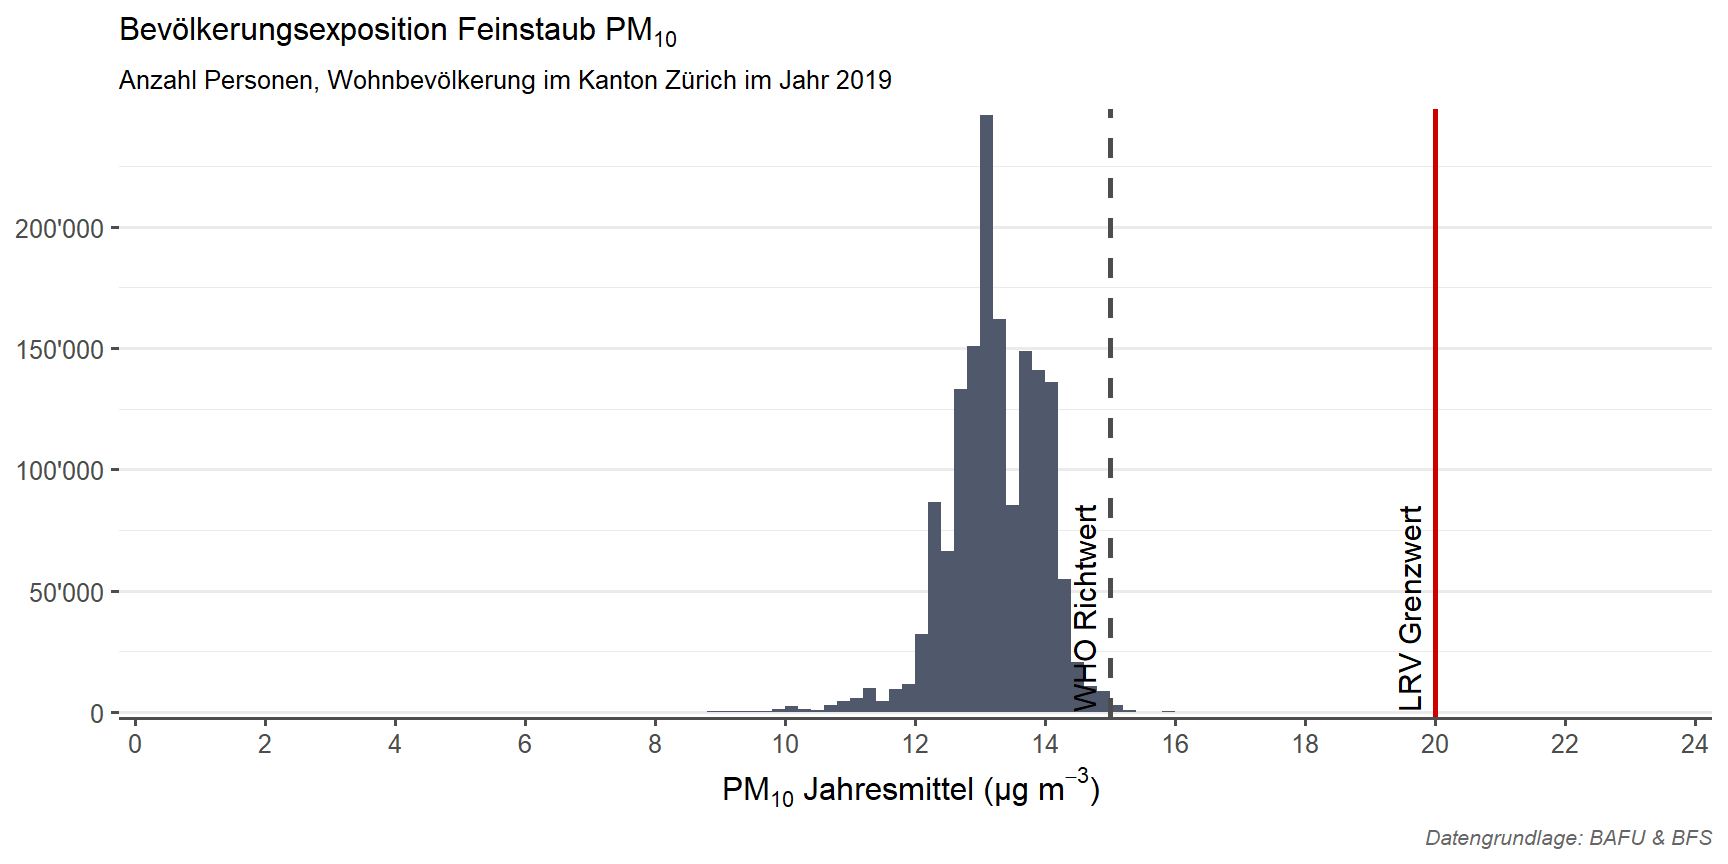 Bevölkerungsexposition Feinstaub PM₁₀
Anzahl Personen, Wohnbevölkerung im Kanton Zürich im Jahr 2019
200'000
150'000
100'000
50'000
0
WHO Richtwert
LRV Grenzwert
0 2 4 6 8 10 12 14 16 18 20 22 24
PM₁₀ Jahresmittel (µg m⁻³)
Datengrundlage: BAFU & BFS